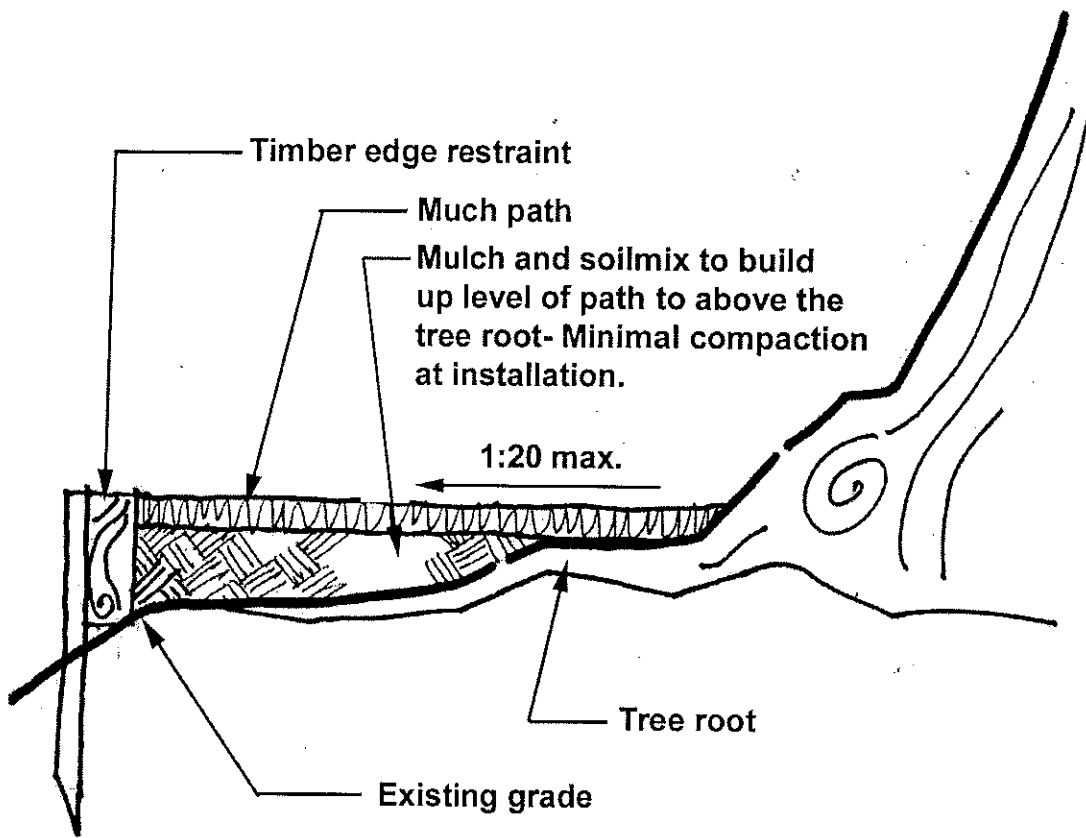 Timber edge restraint
Much path
Mulch and soilmix to build
up level of path to above the
tree root- Minimal compaction
at installation.
1:20 max.
Tree root
Existing grade